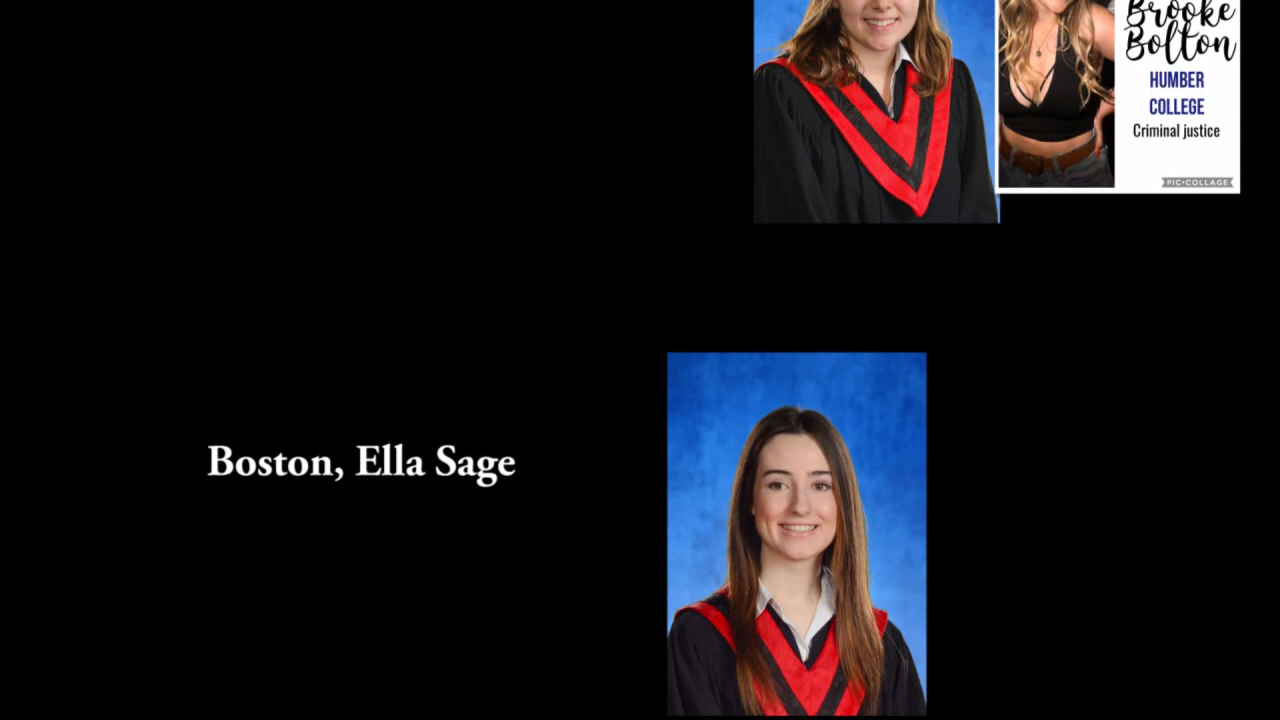 Brooke
Bolton
HUMBER
COLLEGE
Criminal justice
PIC•COLLAGE
Boston, Ella Sage